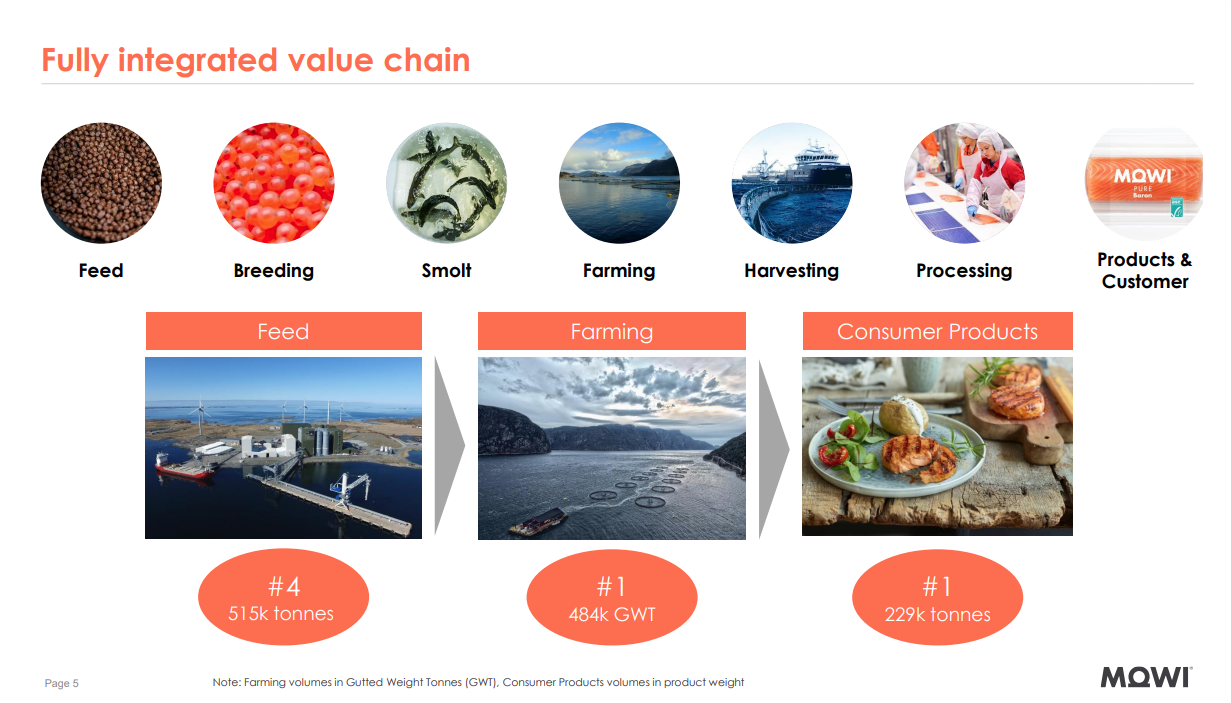 Fully integrated value chain
MOWI
PURE
Feed
Breeding
Smolt
Farming
Harvesting
Processing
Products &
Customer
Feed
Farming
Consumer Products
#4
515k tonnes
#1
484k GWT
#1
229k tonnes
Page 5
Note: Farming volumes in Gutted Weight Tonnes (GWT), Consumer Products volumes in product weight
MOWI